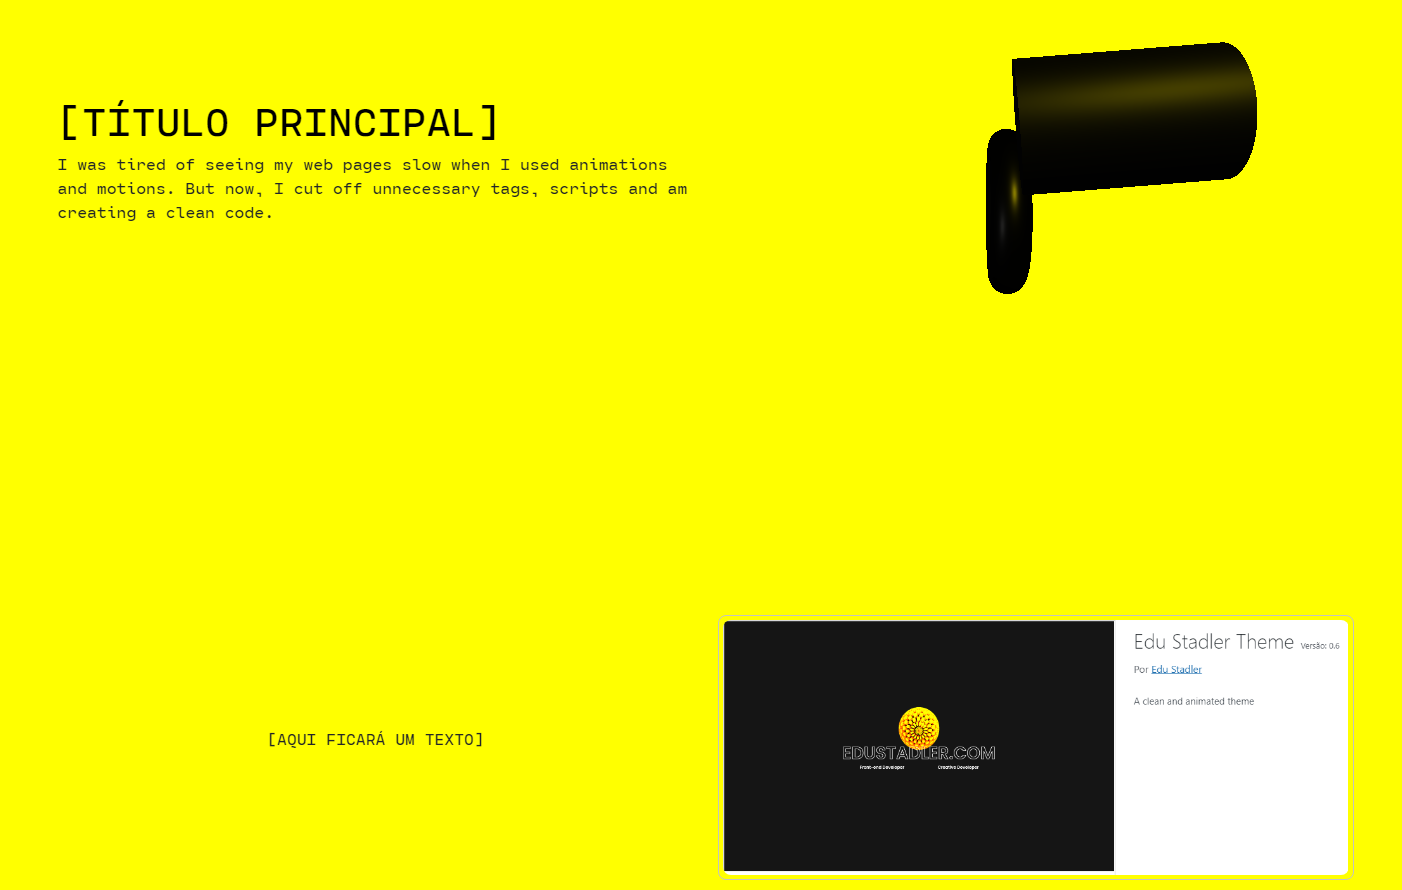 [TÍTULO PRINCIPAL]
I was tired of seeing my web pages slow when I used animations
and motions. But now, I cut off unnecessary tags, scripts and am
creating a clean code.
[AQUI FICARÁ UM TEXTO]
EDUSTADLER.COM
Front-end Developer Creative Developer
Edu Stadler Theme Versão: 0.6
Por Edu Stadler
A clean and animated theme